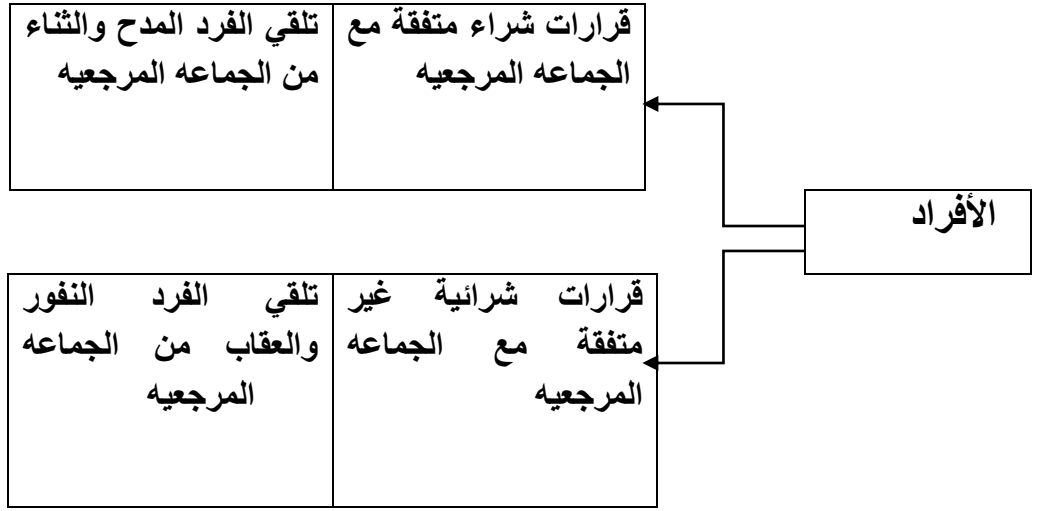 قرارات شراء متفقة مع
الجماعه المرجعيه
تلقي الفرد المدح والثناء
من الجماعه المرجعيه
الأفراد
قرارات شرائية غير
متفقة مع الجماعه
المرجعيه
تلقي الفرد النفور
والعقاب من الجماعه
المرجعيه